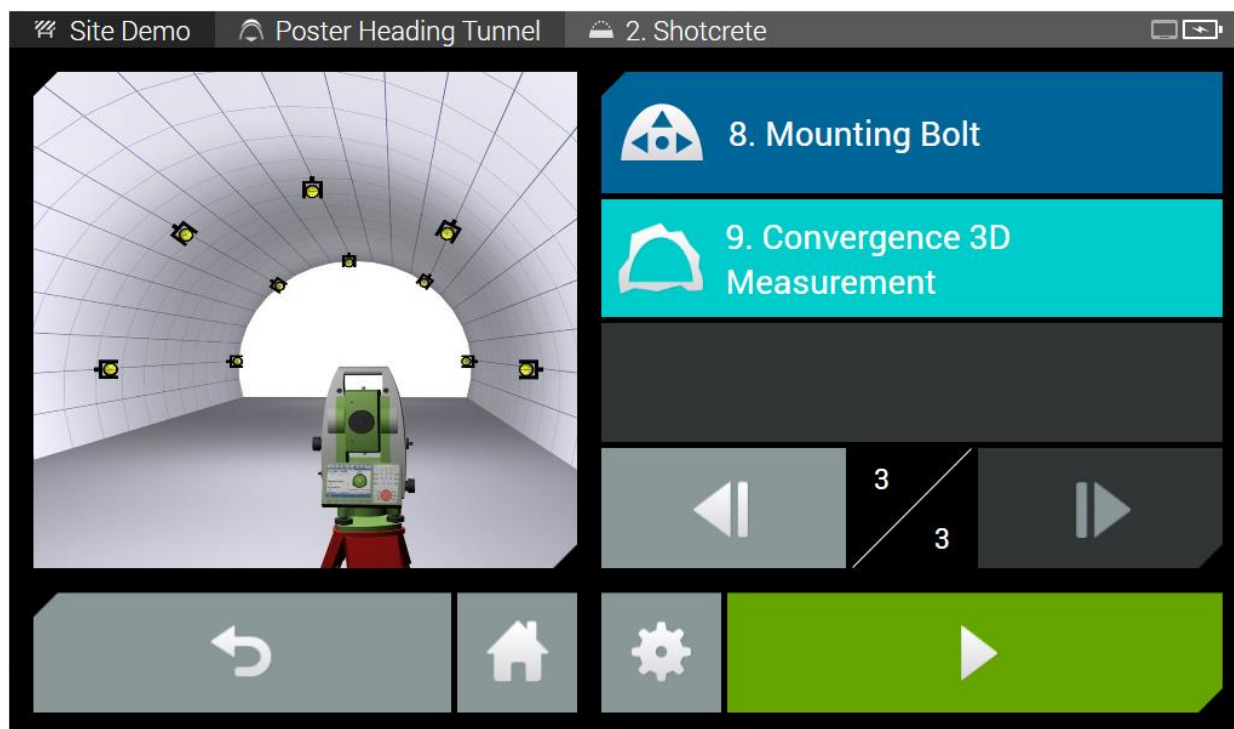 Site Demo
Poster Heading Tunnel
2. Shotcrete
8. Mounting Bolt
9. Convergence 3D
Measurement
3
3